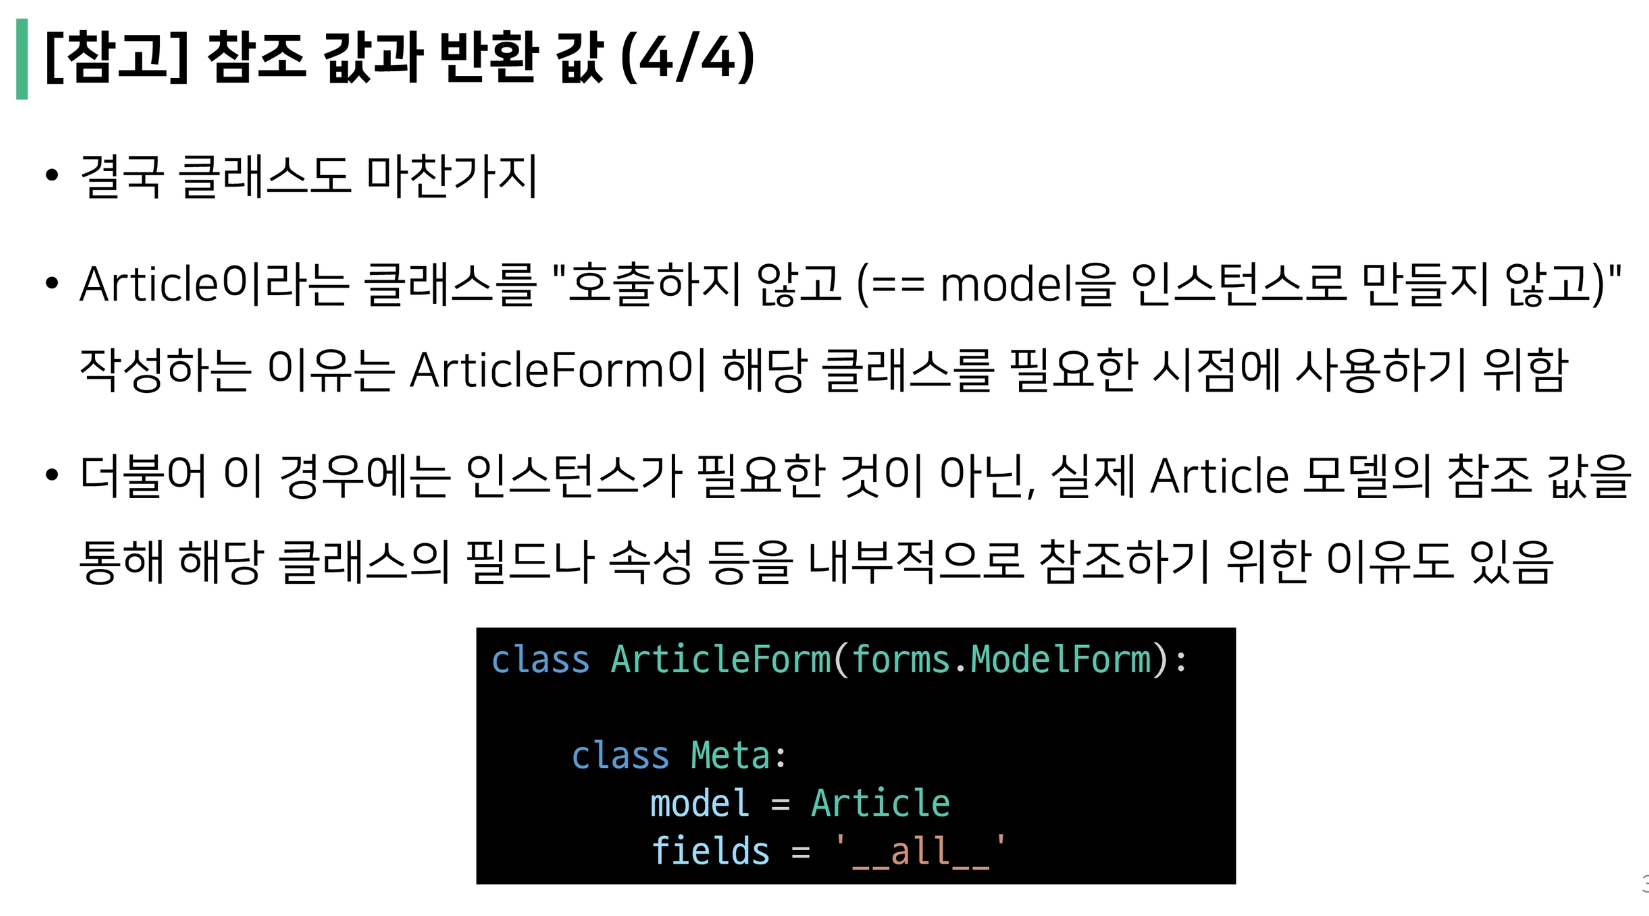 [참고] 참조 값과 반환 값 (4/4)
• 결국 클래스도 마찬가지
• Article이라는 클래스를 "호출하지 않고 (== model을 인스턴스로 만들지 않고)"
작성하는 이유는 ArticleForm이 해당 클래스를 필요한 시점에 사용하기 위함
• 더불어 이 경우에는 인스턴스가 필요한 것이 아닌, 실제 Article 모델의 참조 값을
통해 해당 클래스의 필드나 속성 등을 내부적으로 참조하기 위한 이유도 있음
class ArticleForm(forms.ModelForm):
    class Meta:
        model = Article
        fields = '__all__'